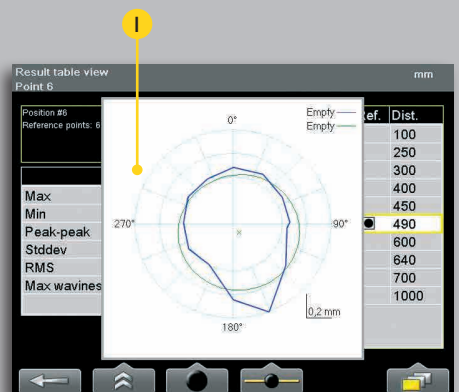 I
Result table view
mm
Point 6
Position #6
Reference points: 6
Max
Min
Peak-peak
Stddev
RMS
Max wavines
Empty
Empty
0°
90°
180°
270°
0,2 mm
ef. Dist.
100
250
300
400
450
490
600
640
700
1000